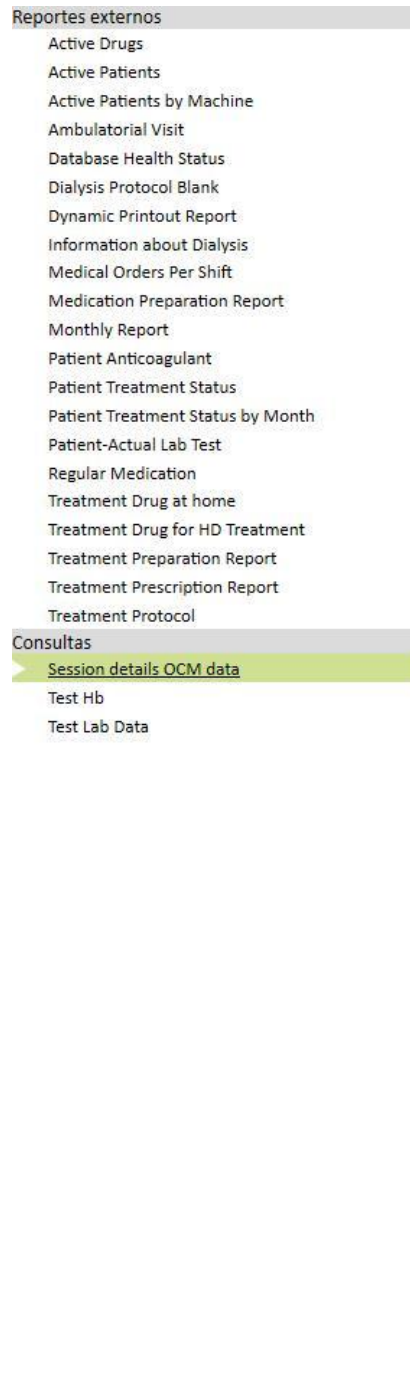 Reportes externos
Active Drugs
Active Patients
Active Patients by Machine
Ambulatorial Visit
Database Health Status
Dialysis Protocol Blank
Dynamic Printout Report
Information about Dialysis
Medical Orders Per Shift
Medication Preparation Report
Monthly Report
Patient Anticoagulant
Patient Treatment Status
Patient Treatment Status by Month
Patient-Actual Lab Test
Regular Medication
Treatment Drug at home
Treatment Drug for HD Treatment
Treatment Preparation Report
Treatment Prescription Report
Treatment Protocol
Consultas
Session details OCM data
Test Hb
Test Lab Data